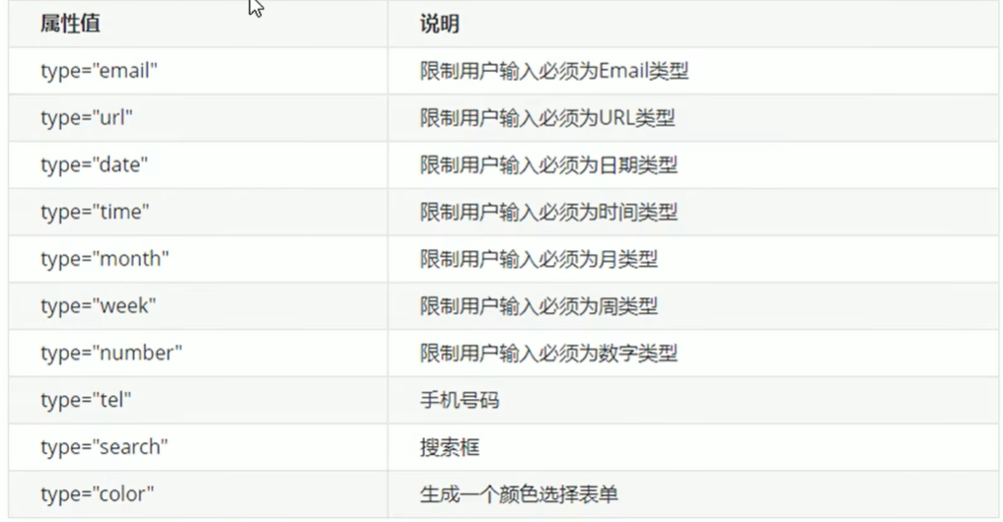 属性值 说明
type="email" 限制用户输入必须为Email类型
type="url" 限制用户输入必须为URL类型
type="date" 限制用户输入必须为日期类型
type="time" 限制用户输入必须为时间类型
type="month" 限制用户输入必须为月类型
type="week" 限制用户输入必须为周类型
type="number" 限制用户输入必须为数字类型
type="tel" 手机号码
type="search" 搜索框
type="color" 生成一个颜色选择表单